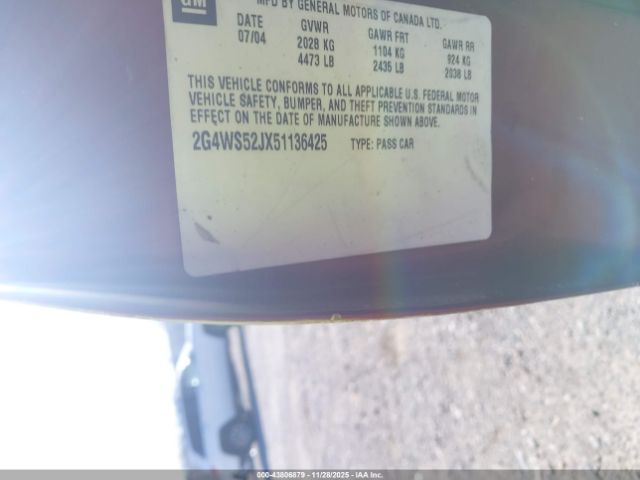 GM
MFD BY GENERAL MOTORS OF CANADA LTD.
DATE GVWR GAWR FRT GAWR RR
07/04 2028 KG 1104 KG 924 KG
4473 LB 2435 LB 2038 LB
THIS VEHICLE CONFORMS TO ALL APPLICABLE U.S. FEDERAL MOTOR
VEHICLE SAFETY, BUMPER, AND THEFT PREVENTION STANDARDS IN
EFFECT ON THE DATE OF MANUFACTURE SHOWN ABOVE.
2G4WS52JX51136425 TYPE: PASS CAR
000-43806879 - 11/28/2025 - IAA Inc.